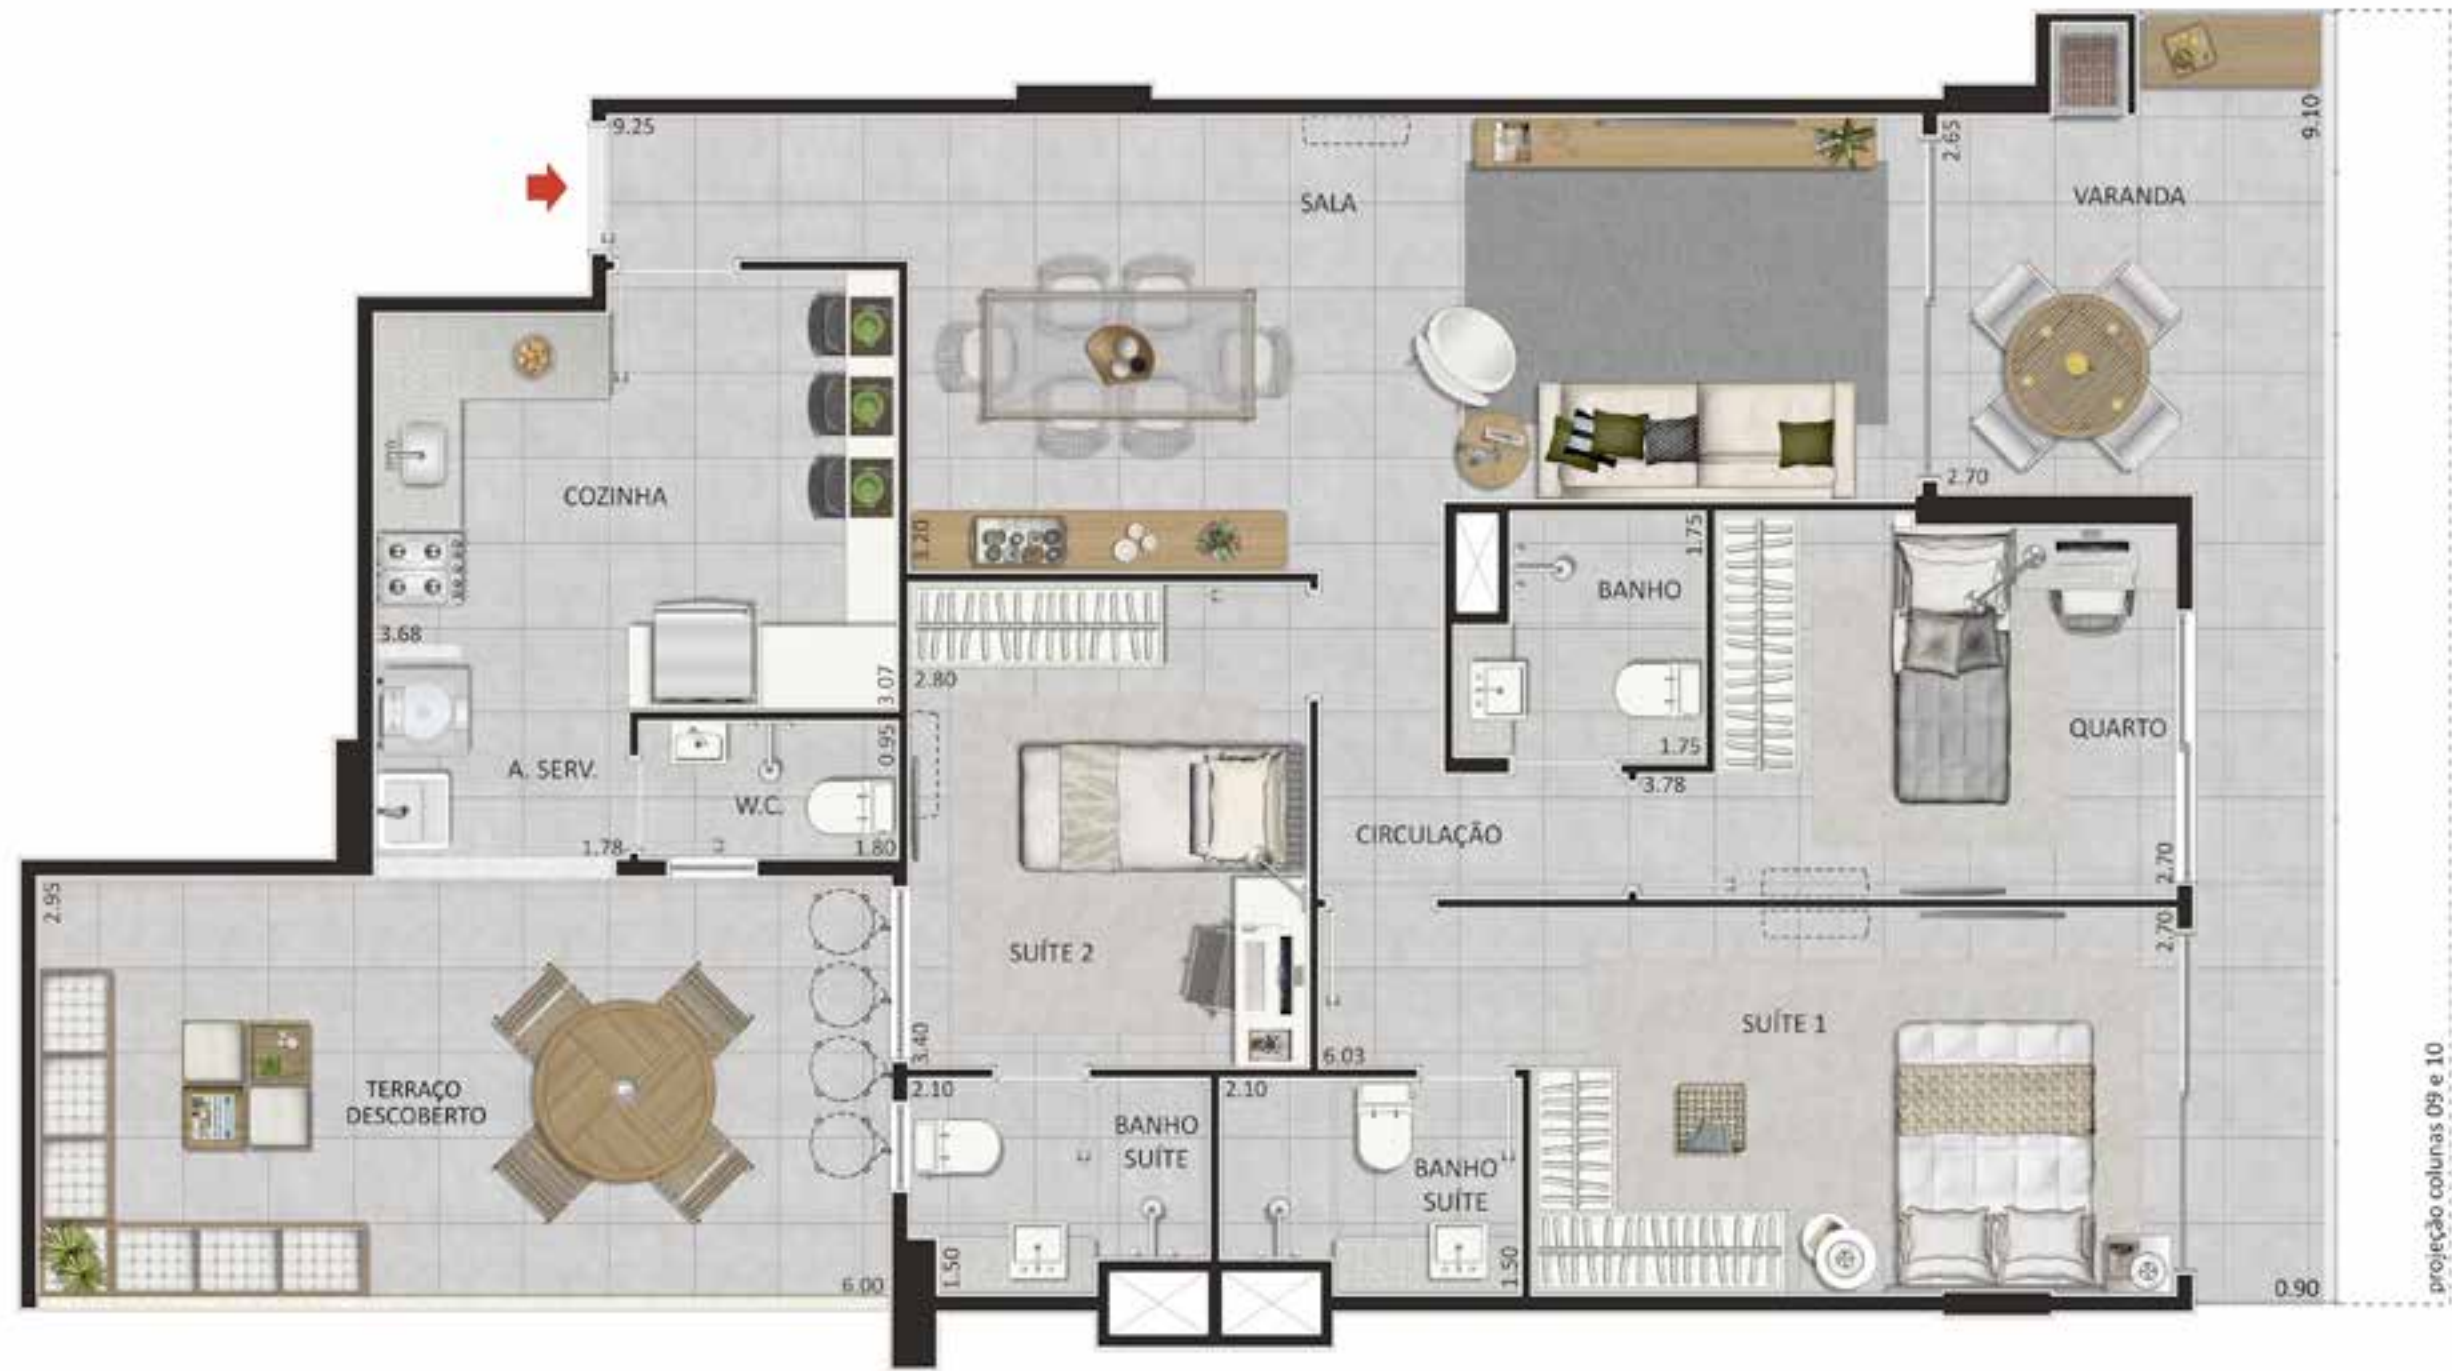 9.25
2.65
9.10
SALA
VARANDA
2.70
COZINHA
3.20
1.75
BANHO
3.68
3.07
2.80
QUARTO
0.95
1.75
A. SERV.
3.78
W.C.
CIRCULAÇÃO
1.78
1.80
2.70
2.95
2.70
SUÍTE 2
SUÍTE 1
3.40
6.03
2.10
2.10
TERRAÇO
DESCOBERTO
BANHO
SUÍTE
BANHO
SUÍTE
1.50
1.50
6.00
0.90
projeção colunas 09 e 10